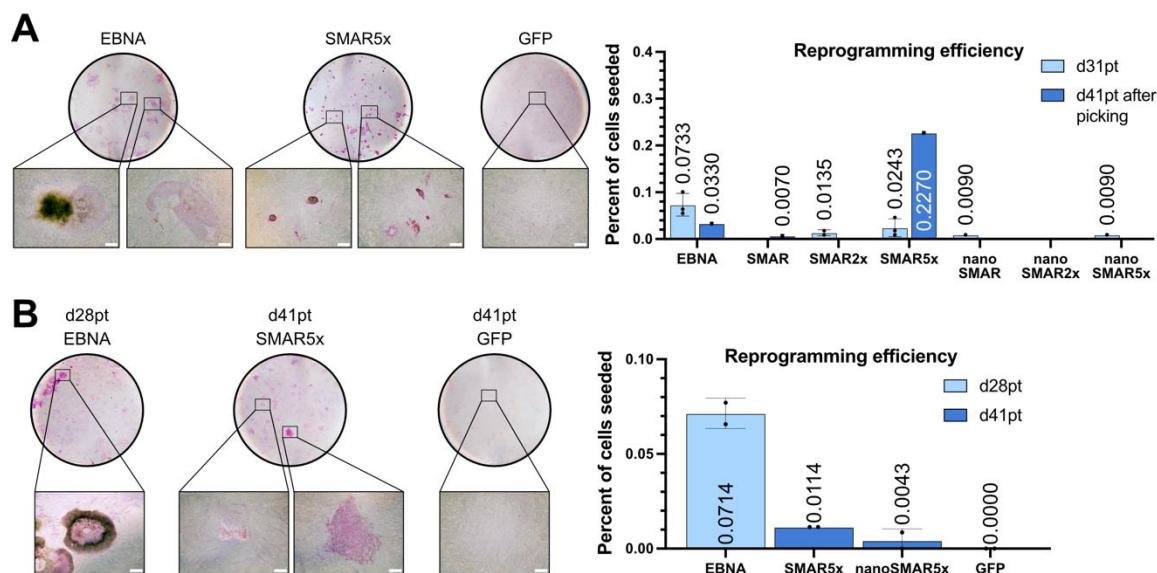 A
EBNA
SMAR5x
GFP
Reprogramming efficiency
Percent of cells seeded
0.4
0.3
0.2
0.1
0.0
d31pt
d41pt after
picking
0.0733
0.0330
0.0070
0.0135
0.0243
0.2270
0.0090
0.0090
EBNA
SMAR
SMAR2x
SMAR5x
nano
SMAR
nano
SMAR2x
nano
SMAR5x
B
d28pt
EBNA
d41pt
SMAR5x
d41pt
GFP
Reprogramming efficiency
Percent of cells seeded
0.10
0.05
0.00
d28pt
d41pt
0.0714
0.0114
0.0043
0.0000
EBNA
SMAR5x
nanoSMAR5x
GFP